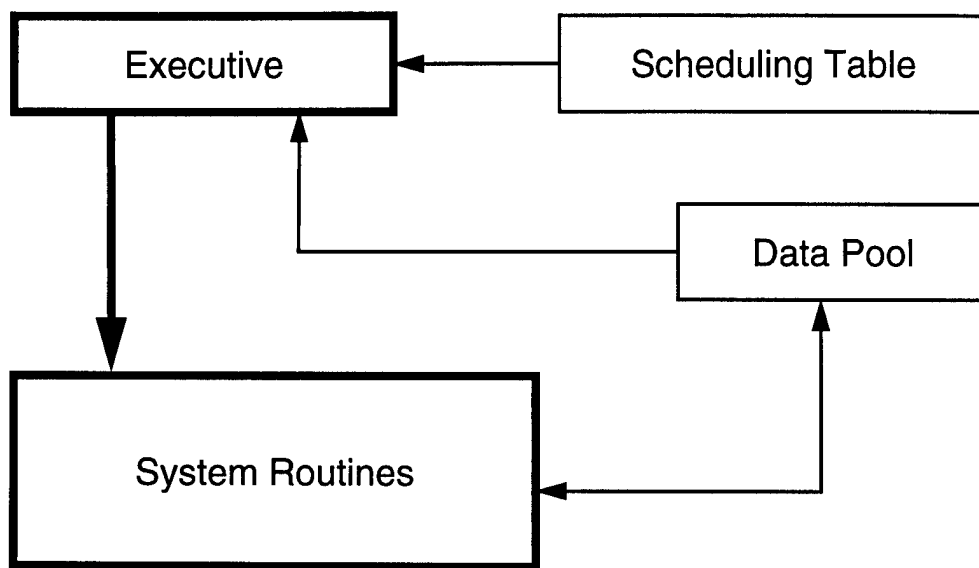 Executive
Scheduling Table
Data Pool
System Routines